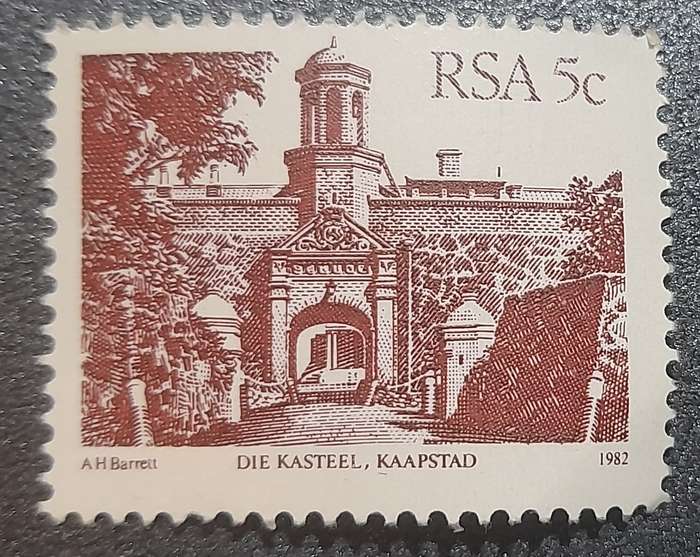 RSA 5c
A H Barrett
DIE KASTEEL, KAAPSTAD
1982